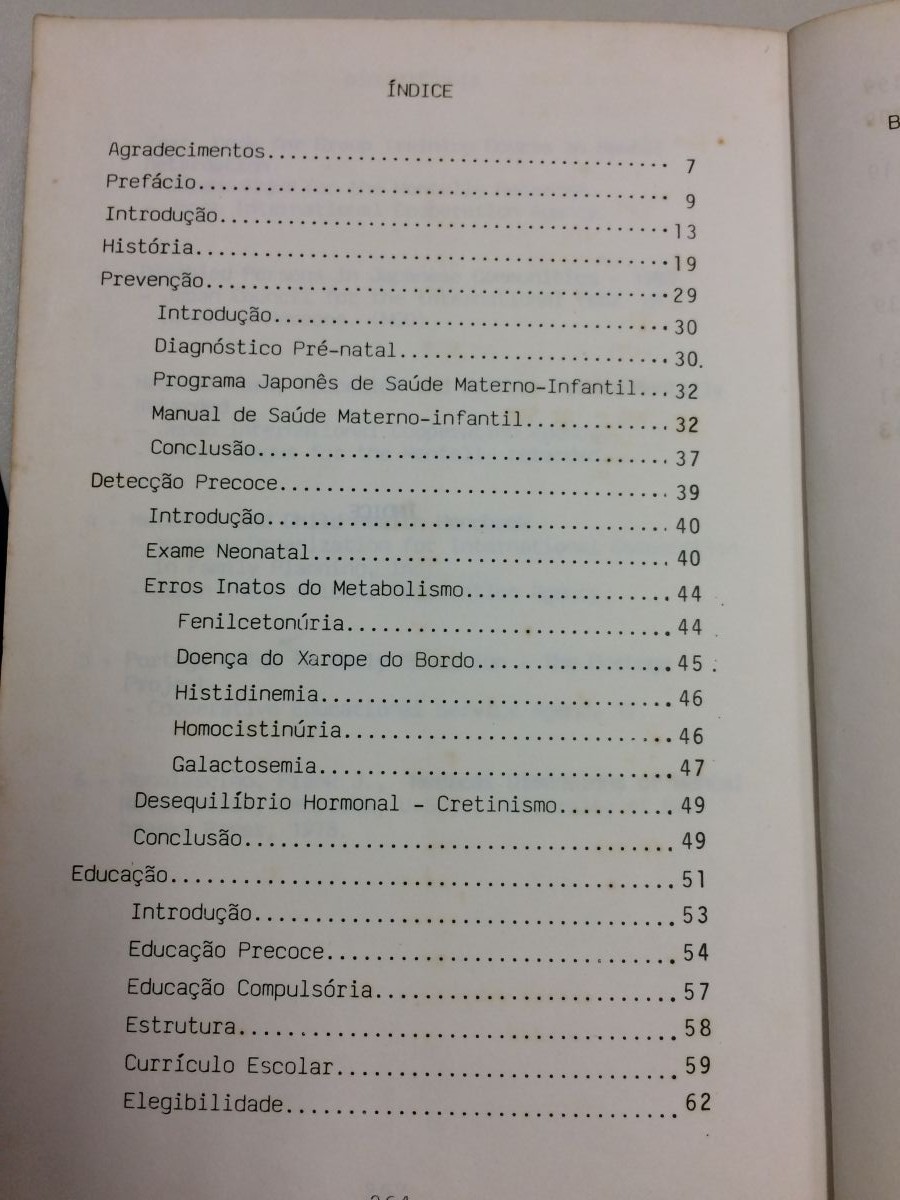 ÍNDICE
Agradecimentos........................................ 7
Prefácio............................................... 9
Introdução.............................................13
História...............................................19
Prevenção..............................................29
Introdução.......................................30
Diagnóstico Pré-natal............................30.
Programa Japonês de Saúde Materno-Infantil...32
Manual de Saúde Materno-infantil..............32
Conclusão........................................37
Detecção Precoce.......................................39
Introdução.......................................40
Exame Neonatal...................................40
Erros Inatos do Metabolismo....................44
Fenilcetonúria................................44
Doença do Xarope do Bordo...................45
Histidinemia..................................46
Homocistinúria................................46
Galactosemia..................................47
Desequilíbrio Hormonal - Cretinismo..........49
Conclusão........................................49
Educação...............................................51
Introdução.......................................53
Educação Precoce.................................54
Educação Compulsória.............................57
Estrutura........................................58
Currículo Escolar................................59
Elegibilidade....................................62
B